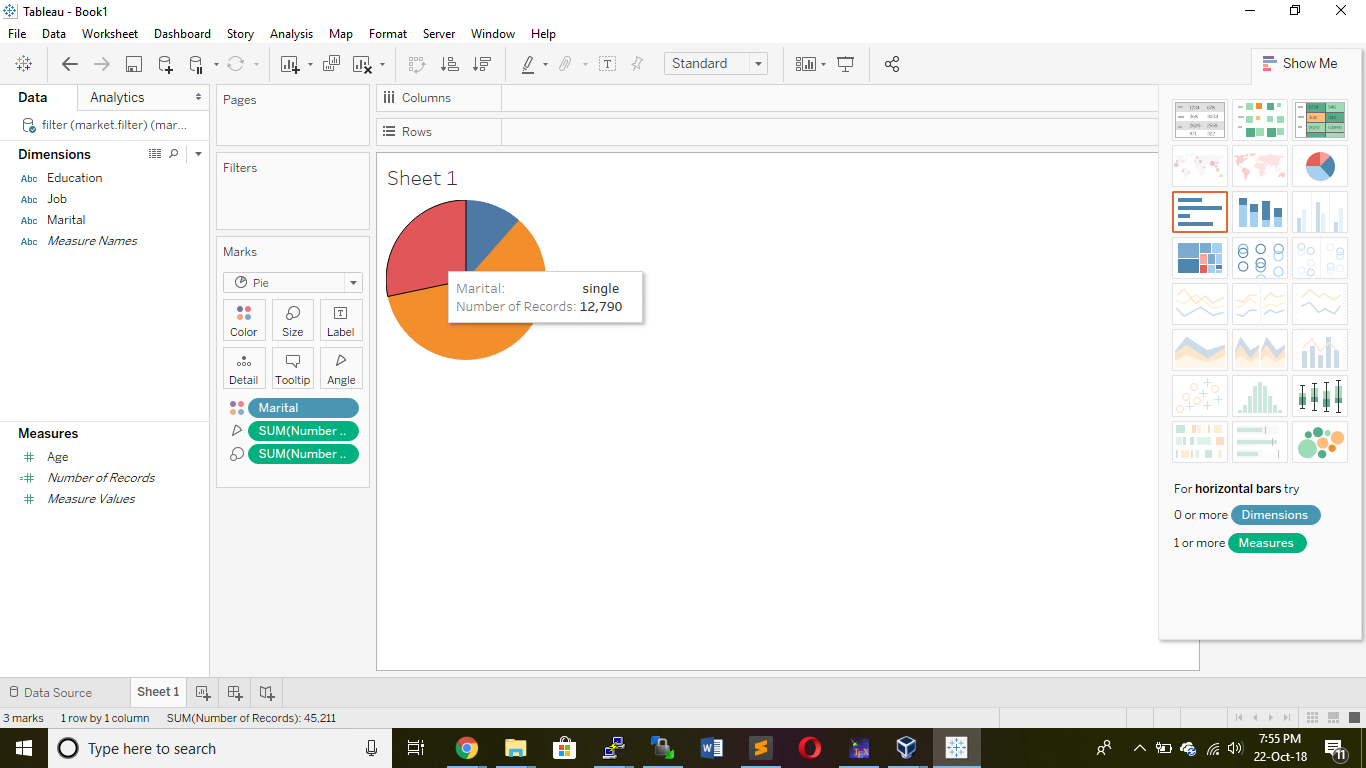 Tableau - Book1
File Data Worksheet Dashboard Story Analysis Map Format Server Window Help
Standard
Show Me
Data Analytics
filter (market.filter) (mar...
Dimensions
Abc Education
Abc Job
Abc Marital
Abc Measure Names
Measures
Age
Number of Records
Measure Values
Pages
Filters
Marks
Pie
Color Size Label
Detail Tooltip Angle
Marital
SUM(Number ..
SUM(Number ..
Columns
Rows
Sheet 1
Marital: single
Number of Records: 12,790
For horizontal bars try
0 or more Dimensions
1 or more Measures
Data Source Sheet 1
3 marks 1 row by 1 column SUM(Number of Records): 45,211
Type here to search
7:55 PM
22-Oct-18
11